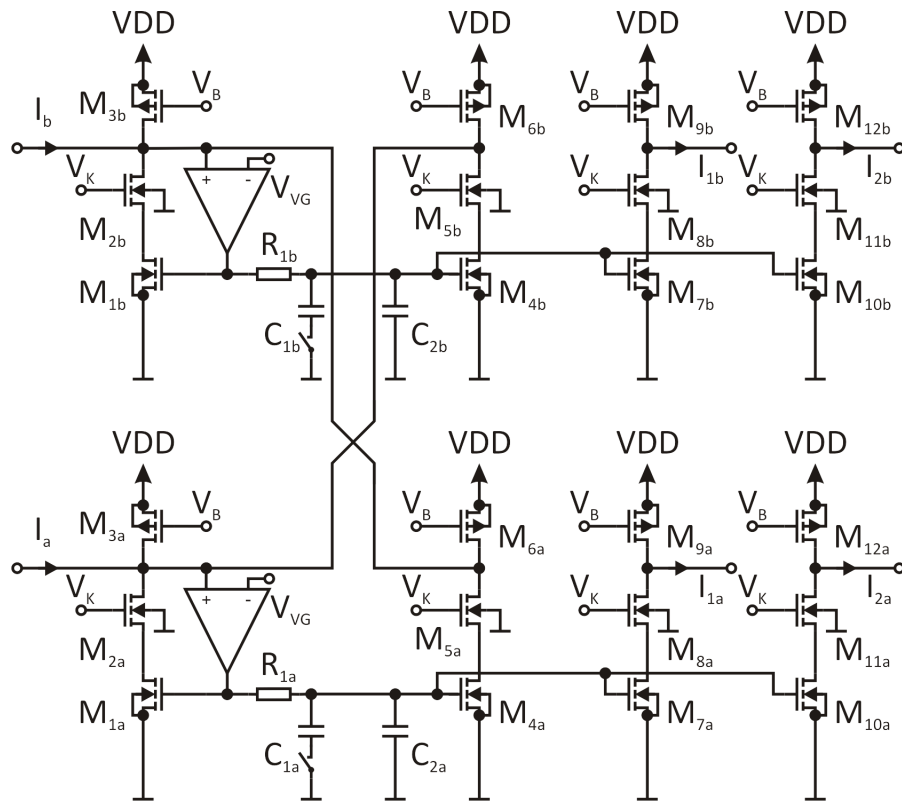 VDD VDD VDD VDD
M3b VB VB M6b VB M9b VB M12b
Ib I1b I2b
VK + - VVG VK VK VK
M2b M5b M8b M11b
R1b
M1b M4b M7b M10b
C1b C2b
VDD VDD VDD VDD
M3a VB VB M6a VB M9a VB M12a
Ia I1a I2a
VK + - VVG VK VK VK
M2a M5a M8a M11a
R1a
M1a M4a M7a M10a
C1a C2a